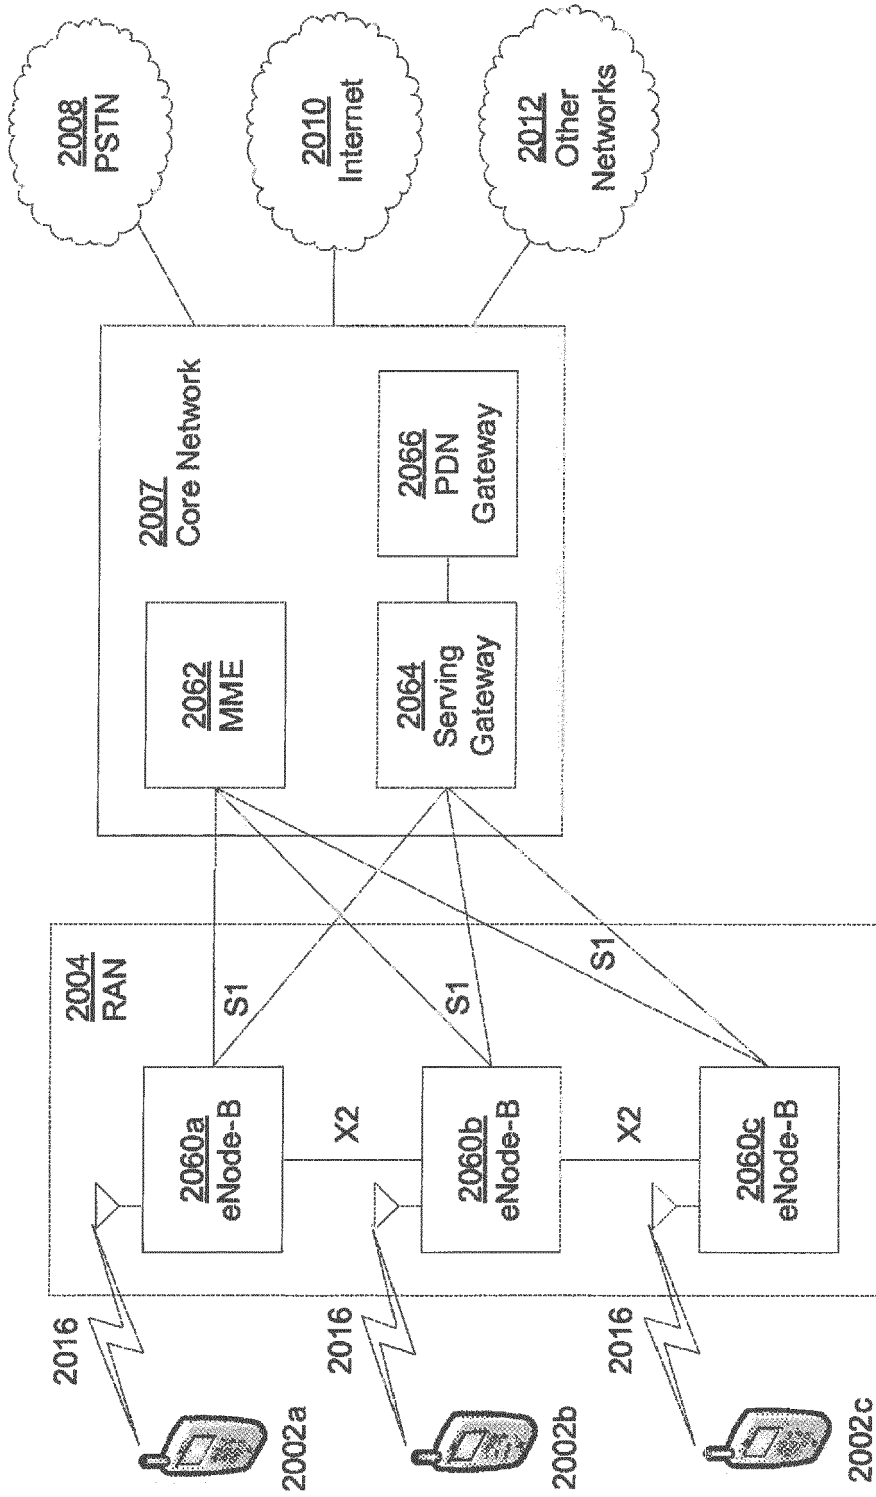 2008
PSTN
2010
Internet
2012
Other
Networks
2007
Core Network
2062
MME
2066
PDN
Gateway
2064
Serving
Gateway
2004
RAN
S1
S1
S1
2060a
eNode-B
X2
2060b
eNode-B
X2
2060c
eNode-B
2016
2016
2016
2002a
2002b
2002c